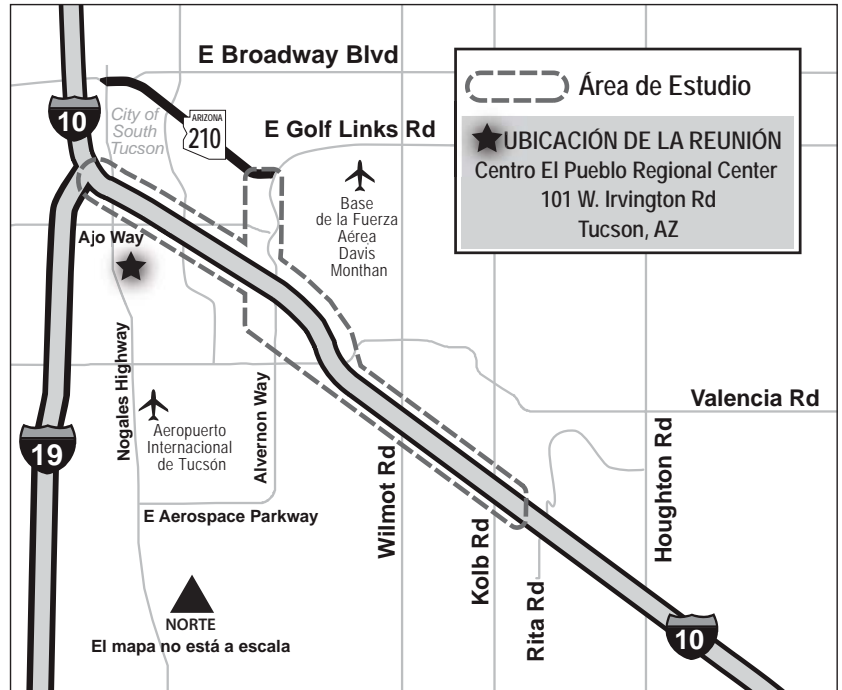 E Broadway Blvd
10
City of
South
Tucson
ARIZONA
210
E Golf Links Rd
Área de Estudio
UBICACIÓN DE LA REUNIÓN
Centro El Pueblo Regional Center
101 W. Irvington Rd
Tucson, AZ
Base
de la Fuerza
Aérea
Davis
Monthan
Ajo Way
Nogales Highway
Alvernon Way
Valencia Rd
19
Aeropuerto
Internacional
de Tucsón
Wilmot Rd
Houghton Rd
E Aerospace Parkway
Kolb Rd
Rita Rd
NORTE
El mapa no está a escala
10